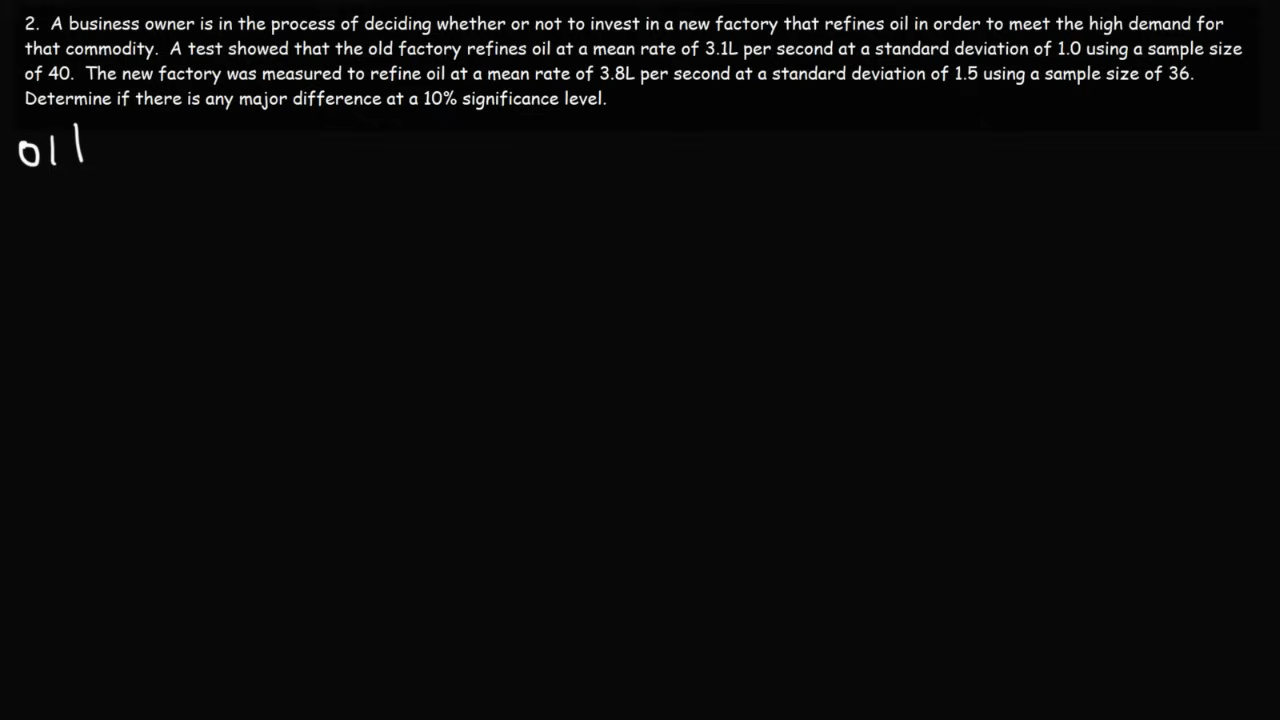 2. A business owner is in the process of deciding whether or not to invest in a new factory that refines oil in order to meet the high demand for
that commodity. A test showed that the old factory refines oil at a mean rate of 3.1L per second at a standard deviation of 1.0 using a sample size
of 40. The new factory was measured to refine oil at a mean rate of 3.8L per second at a standard deviation of 1.5 using a sample size of 36.
Determine if there is any major difference at a 10% significance level.
oll